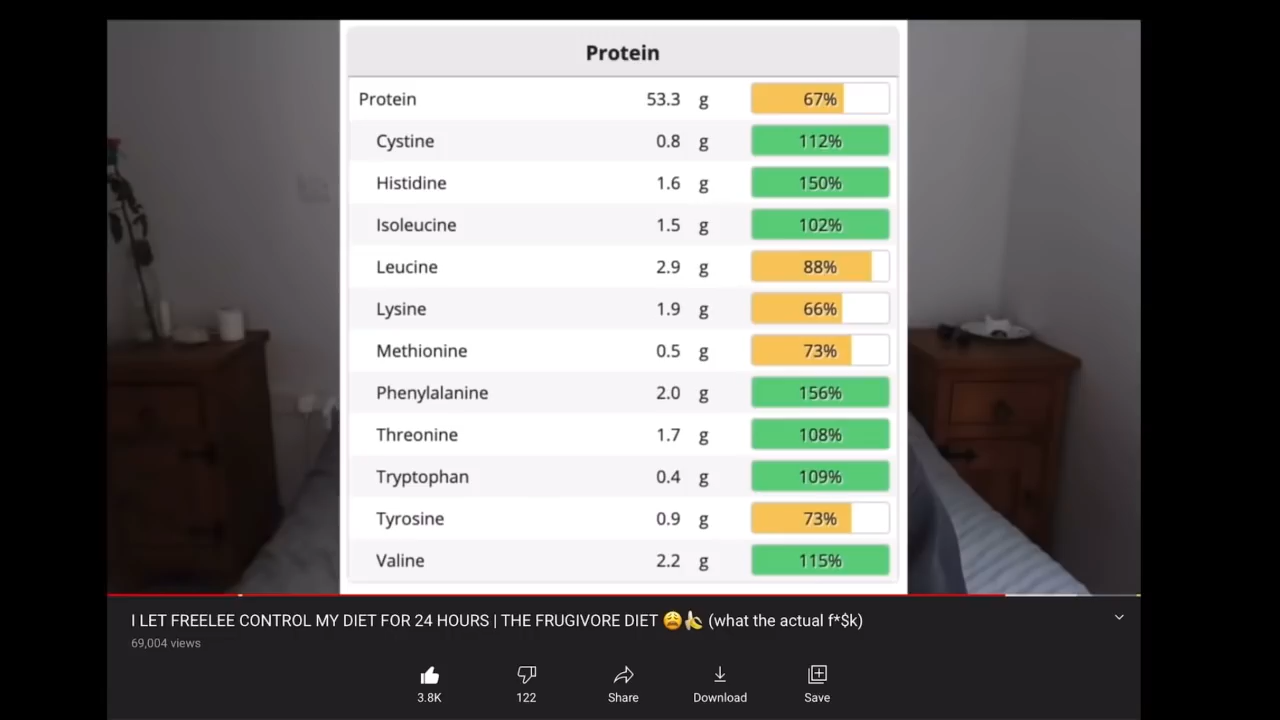 Protein
Protein 53.3 g 67%
Cystine 0.8 g 112%
Histidine 1.6 g 150%
Isoleucine 1.5 g 102%
Leucine 2.9 g 88%
Lysine 1.9 g 66%
Methionine 0.5 g 73%
Phenylalanine 2.0 g 156%
Threonine 1.7 g 108%
Tryptophan 0.4 g 109%
Tyrosine 0.9 g 73%
Valine 2.2 g 115%
I LET FREELEE CONTROL MY DIET FOR 24 HOURS | THE FRUGIVORE DIET 😩🍌 (what the actual f*$k)
69,004 views
3.8K 122 Share Download Save